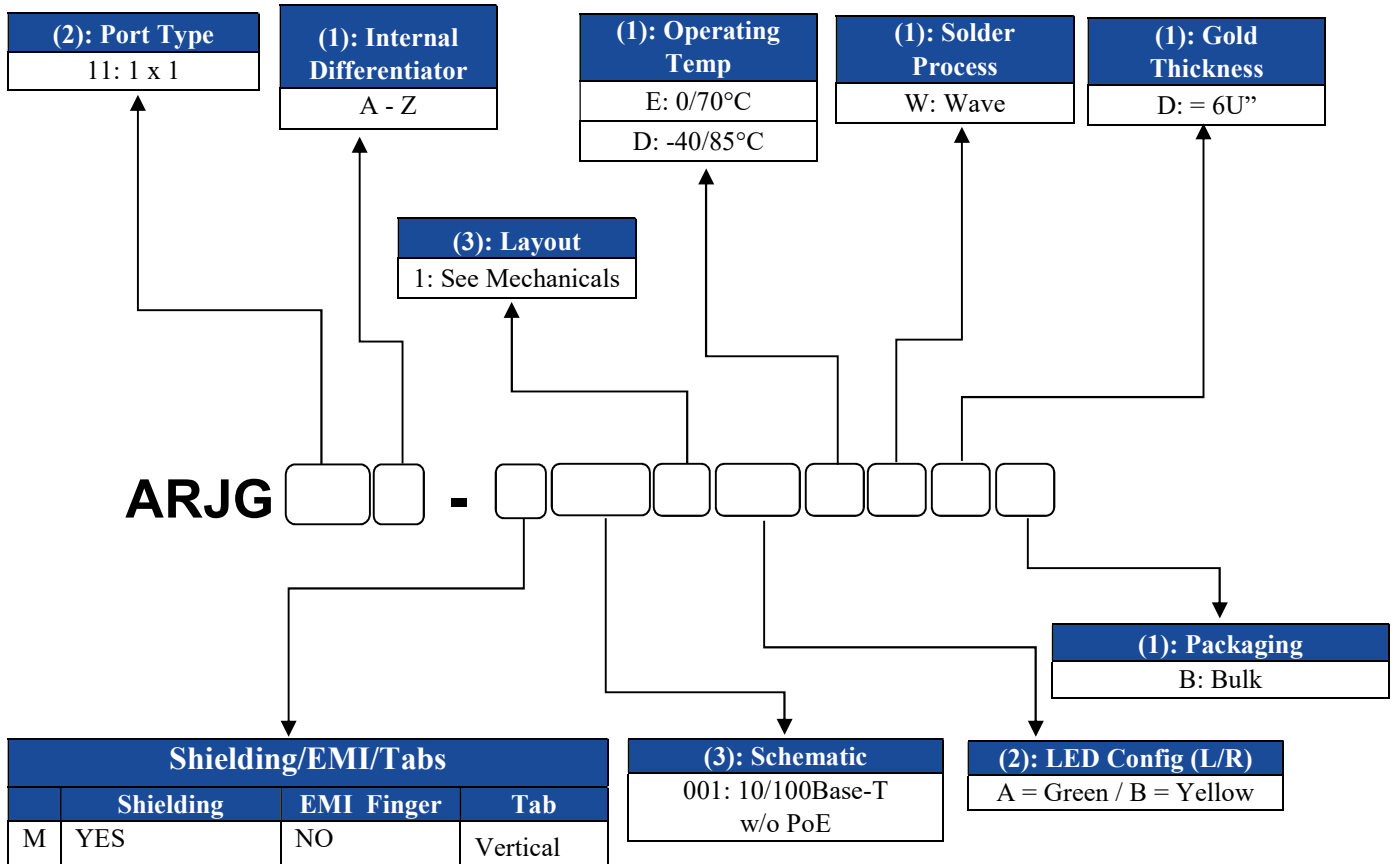 (2): Port Type
11: 1 x 1
(1): Internal
Differentiator
A - Z
(1): Operating
Temp
E: 0/70°C
D: -40/85°C
(1): Solder
Process
W: Wave
(1): Gold
Thickness
D: = 6U”
(3): Layout
1: See Mechanicals
ARJG -
(1): Packaging
B: Bulk
Shielding/EMI/Tabs
Shielding EMI Finger Tab
M YES NO Vertical
(3): Schematic
001: 10/100Base-T
w/o PoE
(2): LED Config (L/R)
A = Green / B = Yellow